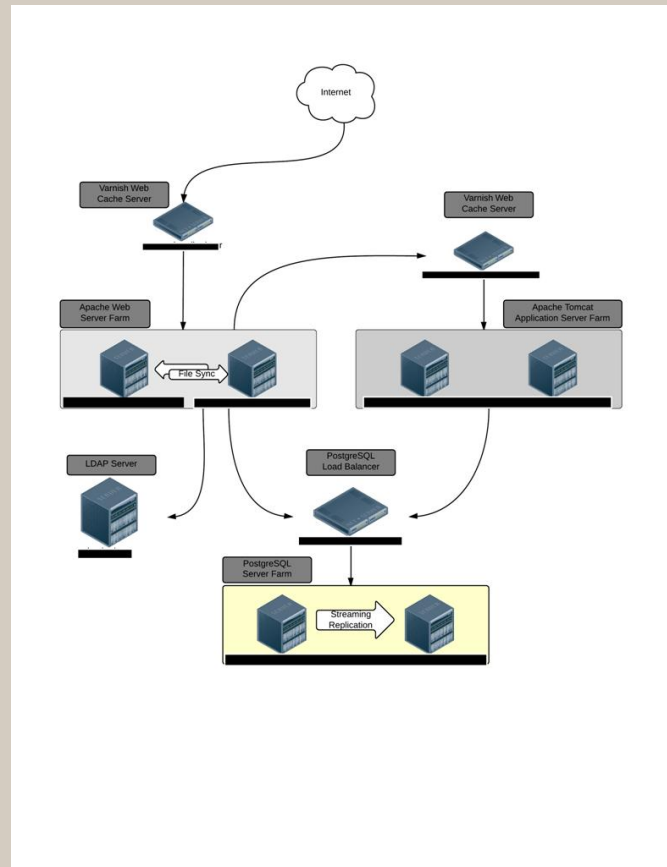 Internet
Varnish Web
Cache Server
Varnish Web
Cache Server
Apache Web
Server Farm
Apache Tomcat
Application Server Farm
File Sync
LDAP Server
PostgreSQL
Load Balancer
PostgreSQL
Server Farm
Streaming
Replication